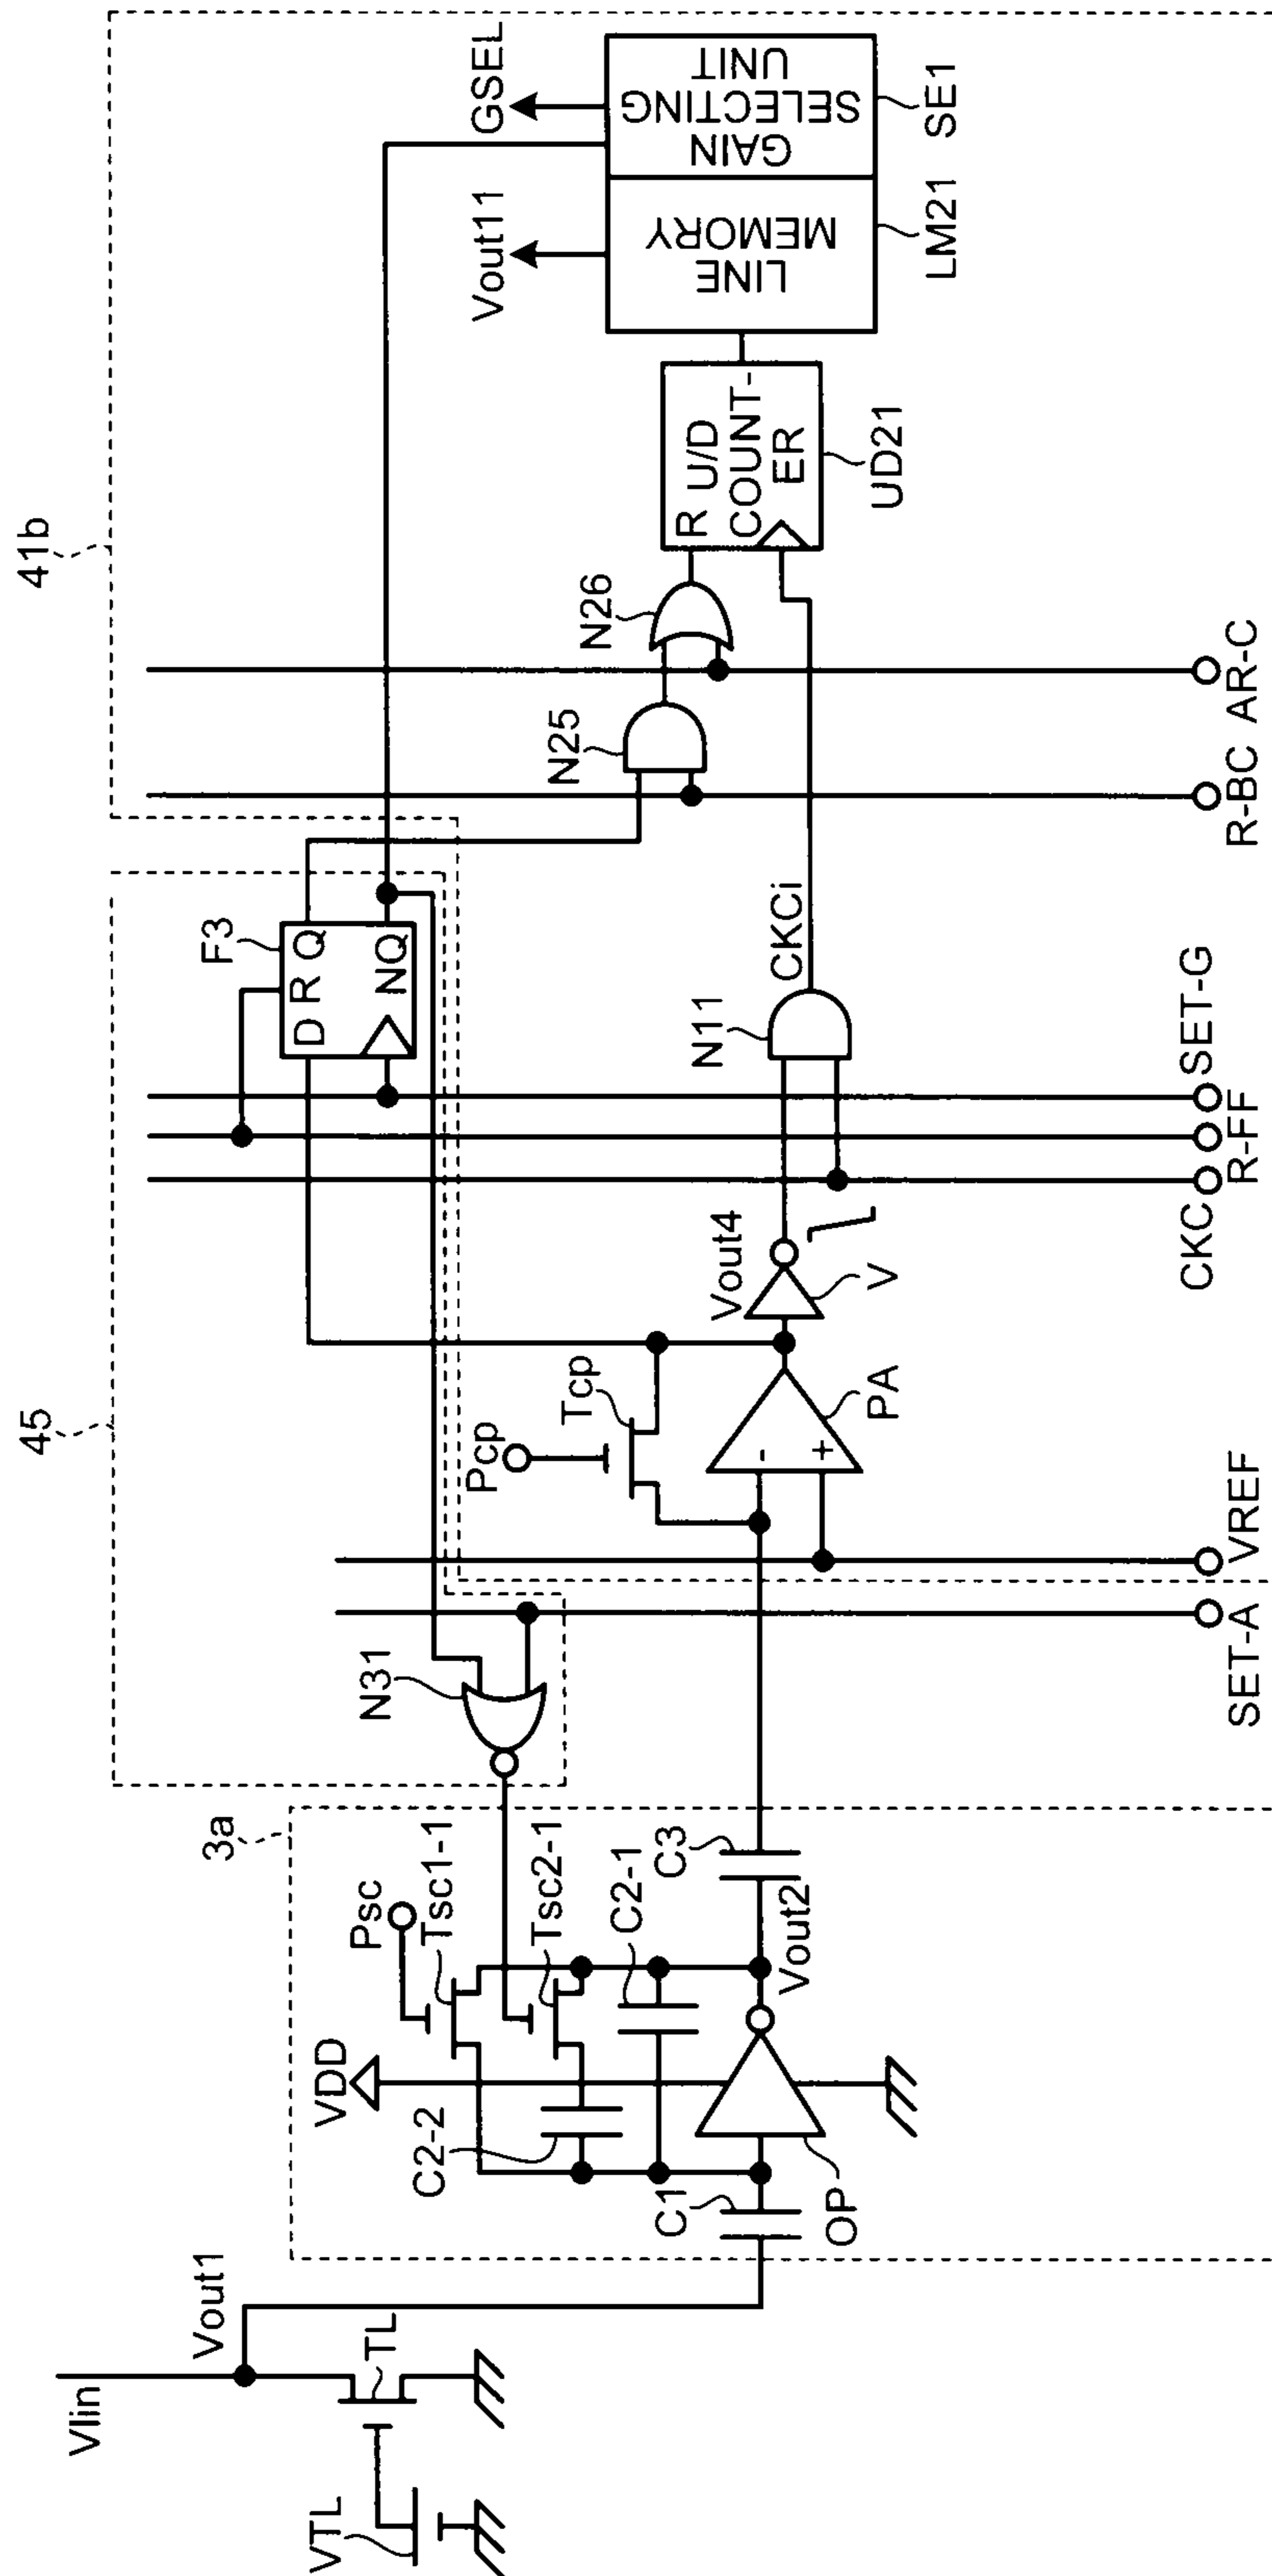 41b
45
3a
Vlin
Vout1
TL
VTL
VDD
Psc
Tsc1-1
Tsc2-1
C2-1
C2-2
C1
OP
Vout2
C3
N31
SET-A
VREF
Pcp
Tcp
-
+
PA
Vout4
V
CKC
R-FF
SET-G
F3
D
R
Q
NQ
N11
CKCi
N25
N26
R-BC
AR-C
R
U/D
COUNT-
ER
UD21
LINE
MEMORY
LM21
GAIN
SELECTING
UNIT
SE1
Vout11
GSEL